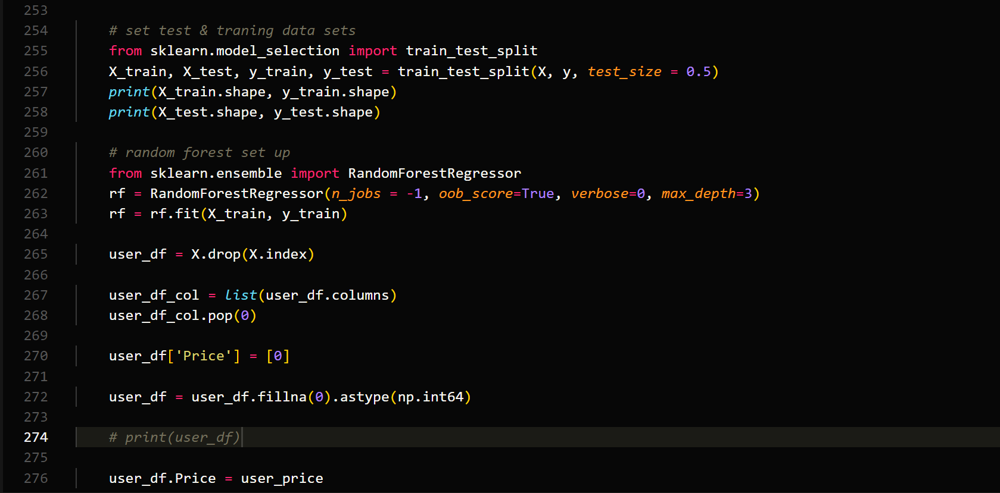 253
254 # set test & traning data sets
255 from sklearn.model_selection import train_test_split
256 X_train, X_test, y_train, y_test = train_test_split(X, y, test_size = 0.5)
257 print(X_train.shape, y_train.shape)
258 print(X_test.shape, y_test.shape)
259
260 # random forest set up
261 from sklearn.ensemble import RandomForestRegressor
262 rf = RandomForestRegressor(n_jobs = -1, oob_score=True, verbose=0, max_depth=3)
263 rf = rf.fit(X_train, y_train)
264
265 user_df = X.drop(X.index)
266
267 user_df_col = list(user_df.columns)
268 user_df_col.pop(0)
269
270 user_df['Price'] = [0]
271
272 user_df = user_df.fillna(0).astype(np.int64)
273
274 # print(user_df)
275
276 user_df.Price = user_price